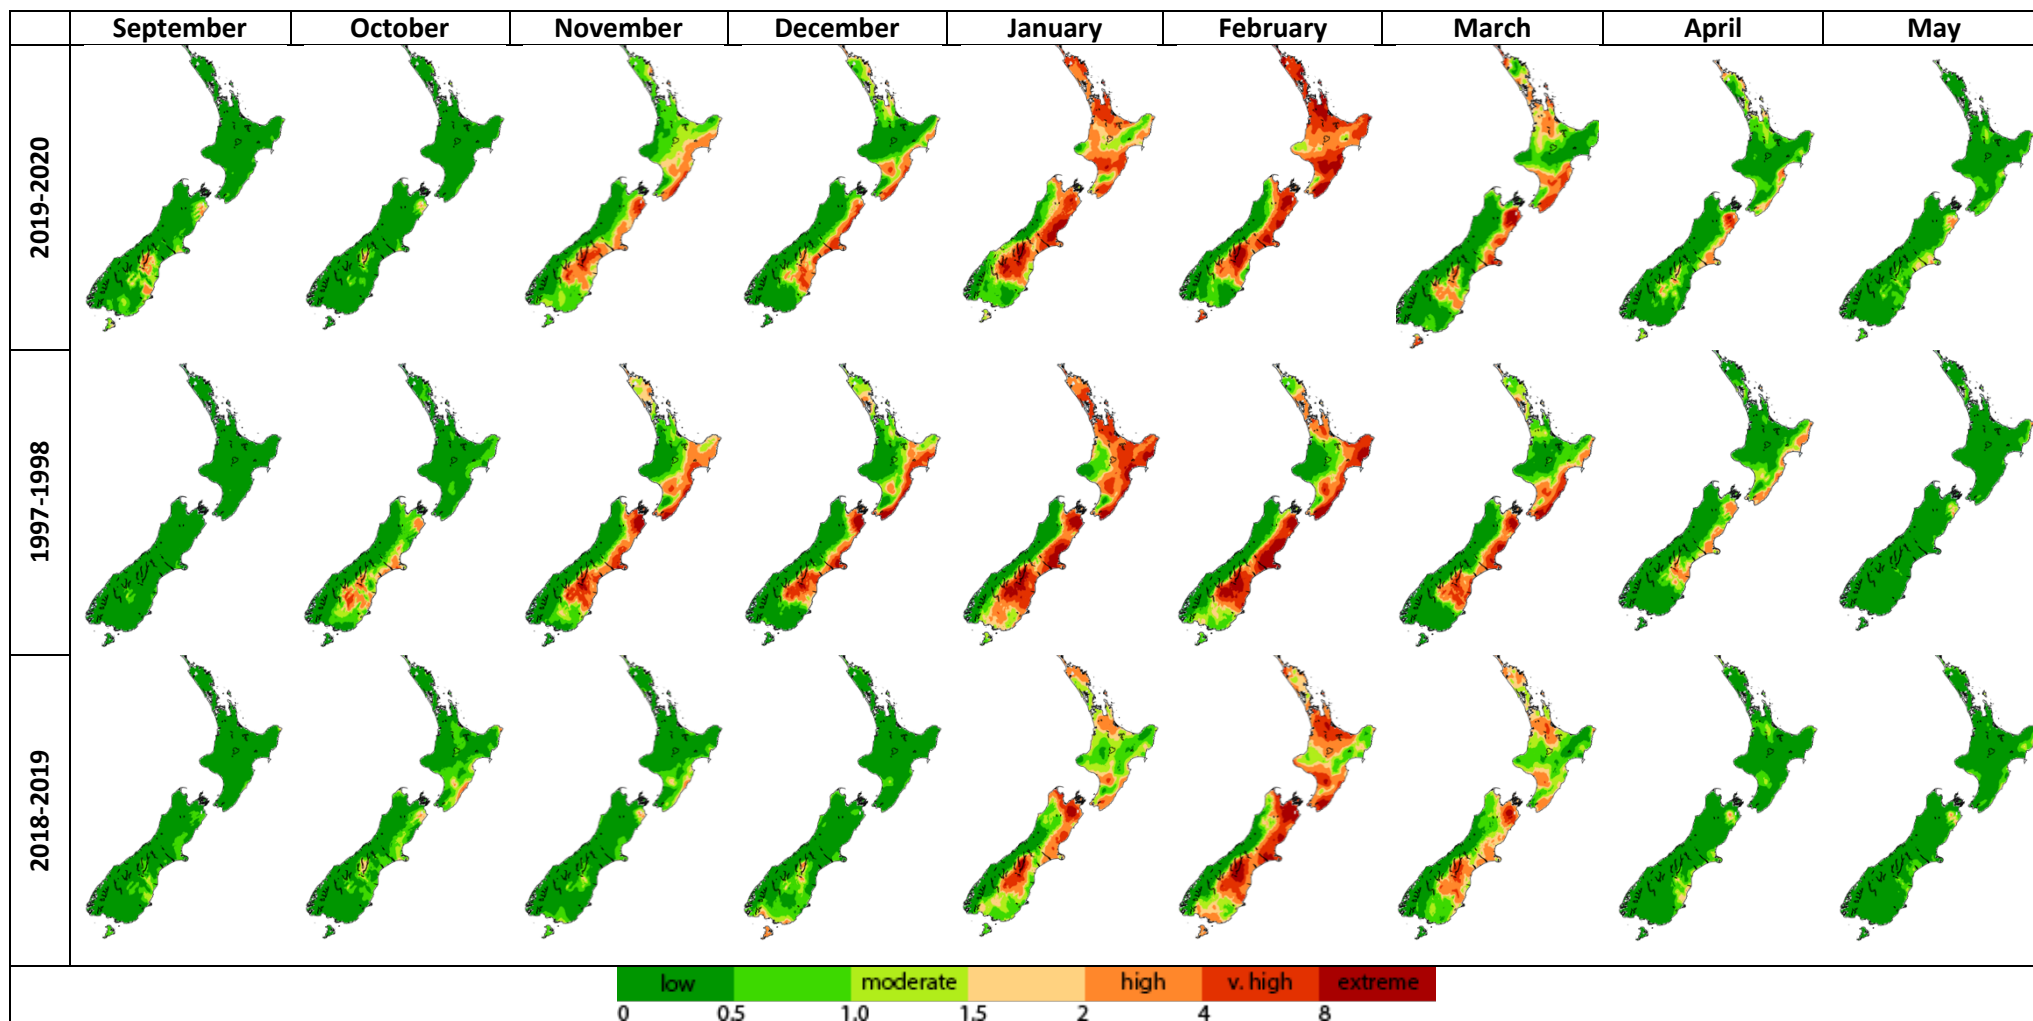 September October November December January February March April May
2019-2020
1997-1998
2018-2019
low moderate high v. high extreme
0 0.5 1.0 1.5 2 4 8